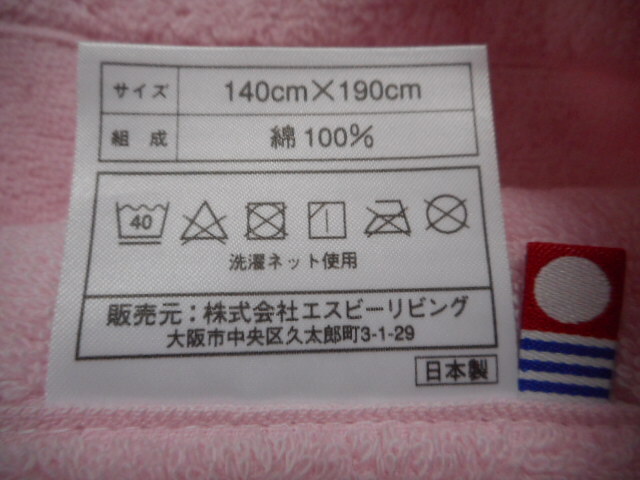 サイズ 140cm×190cm
組成 綿100%
40
洗濯ネット使用
販売元：株式会社エスビーリビング
大阪市中央区久太郎町3-1-29
日本製